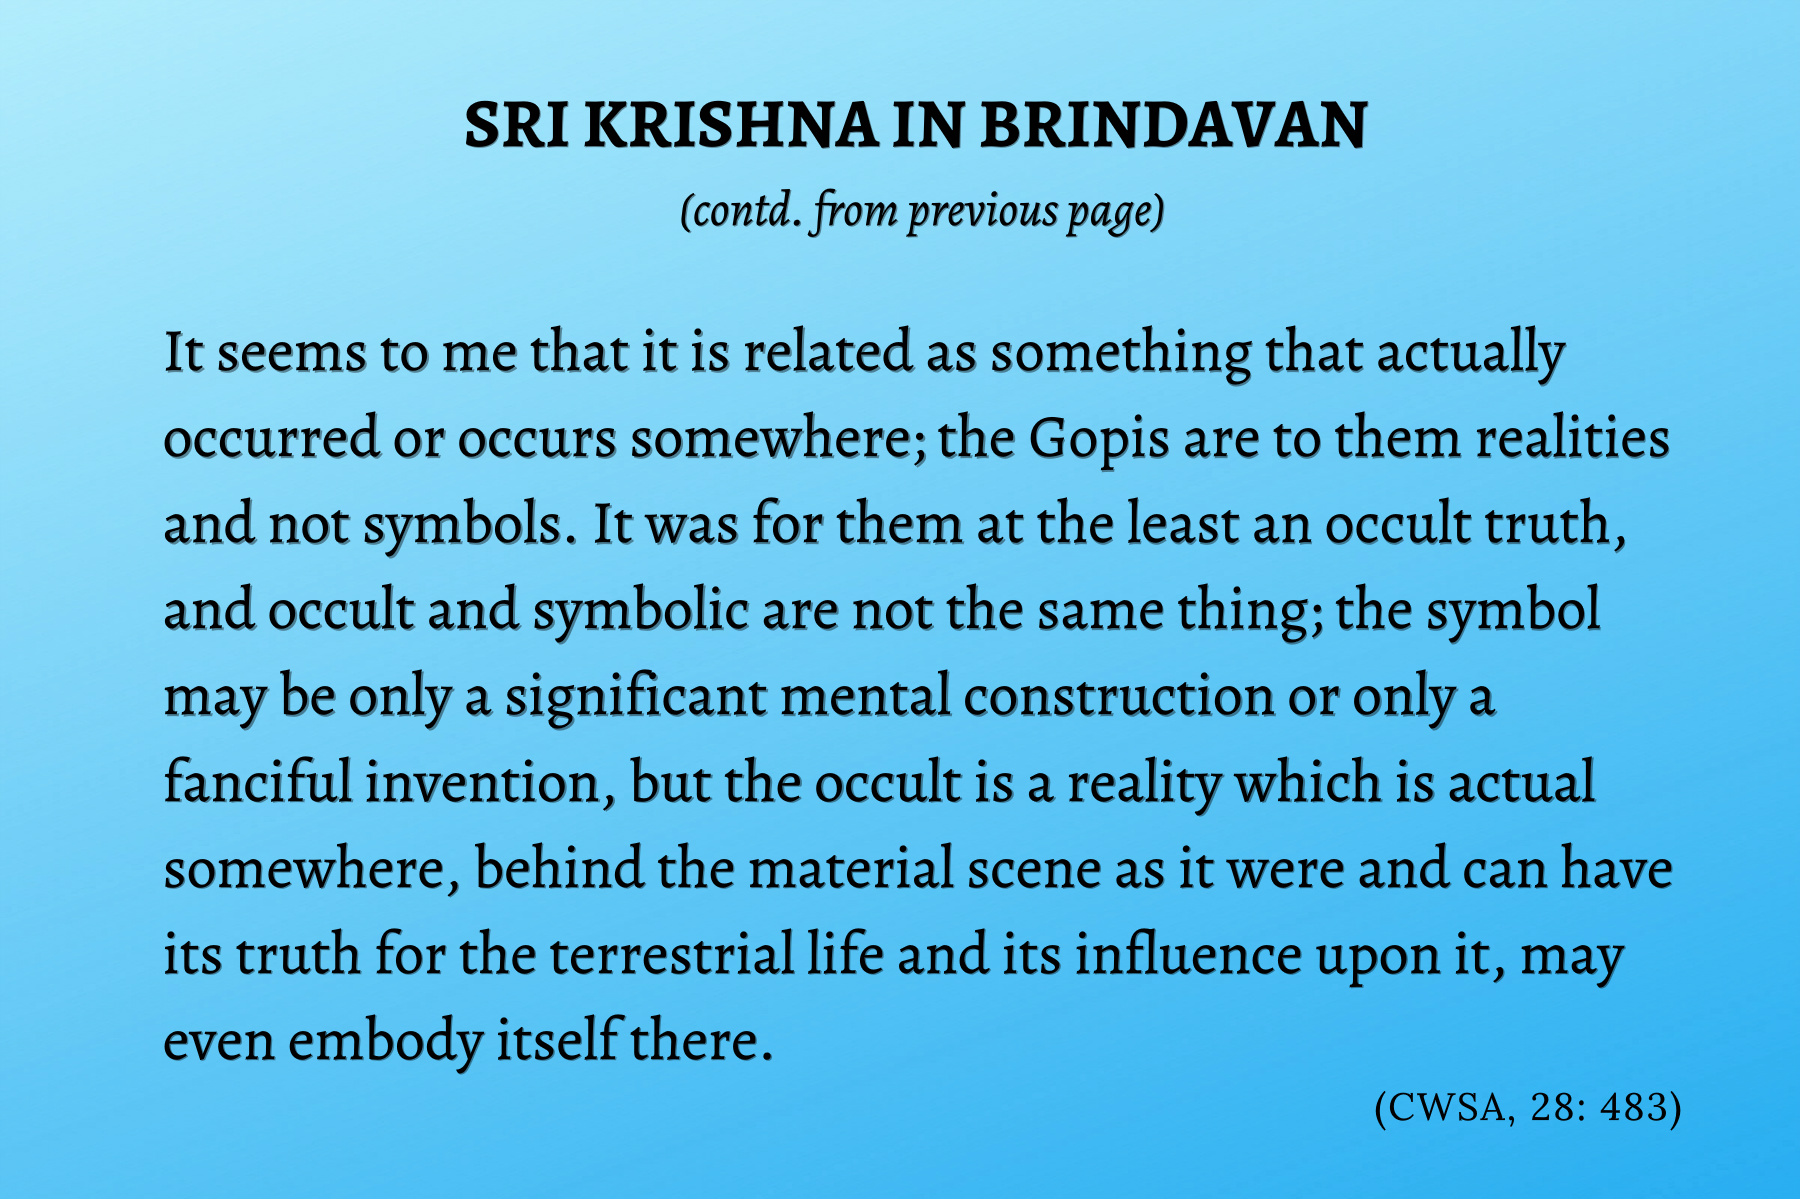 SRI KRISHNA IN BRINDAVAN
(contd. from previous page)
It seems to me that it is related as something that actually
occurred or occurs somewhere; the Gopis are to them realities
and not symbols. It was for them at the least an occult truth,
and occult and symbolic are not the same thing; the symbol
may be only a significant mental construction or only a
fanciful invention, but the occult is a reality which is actual
somewhere, behind the material scene as it were and can have
its truth for the terrestrial life and its influence upon it, may
even embody itself there.
(CWSA, 28: 483)